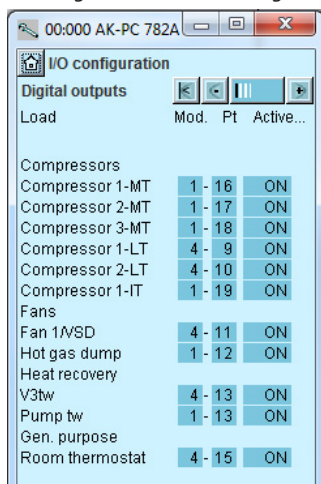 00:000 AK-PC 782A
I/O configuration
Digital outputs
Load Mod. Pt Active...
Compressors
Compressor 1-MT 1 - 16 ON
Compressor 2-MT 1 - 17 ON
Compressor 3-MT 1 - 18 ON
Compressor 1-LT 4 - 9 ON
Compressor 2-LT 4 - 10 ON
Compressor 1-IT 1 - 19 ON
Fans
Fan 1/VSD 4 - 11 ON
Hot gas dump 1 - 12 ON
Heat recovery
V3tw 4 - 13 ON
Pump tw 1 - 13 ON
Gen. purpose
Room thermostat 4 - 15 ON